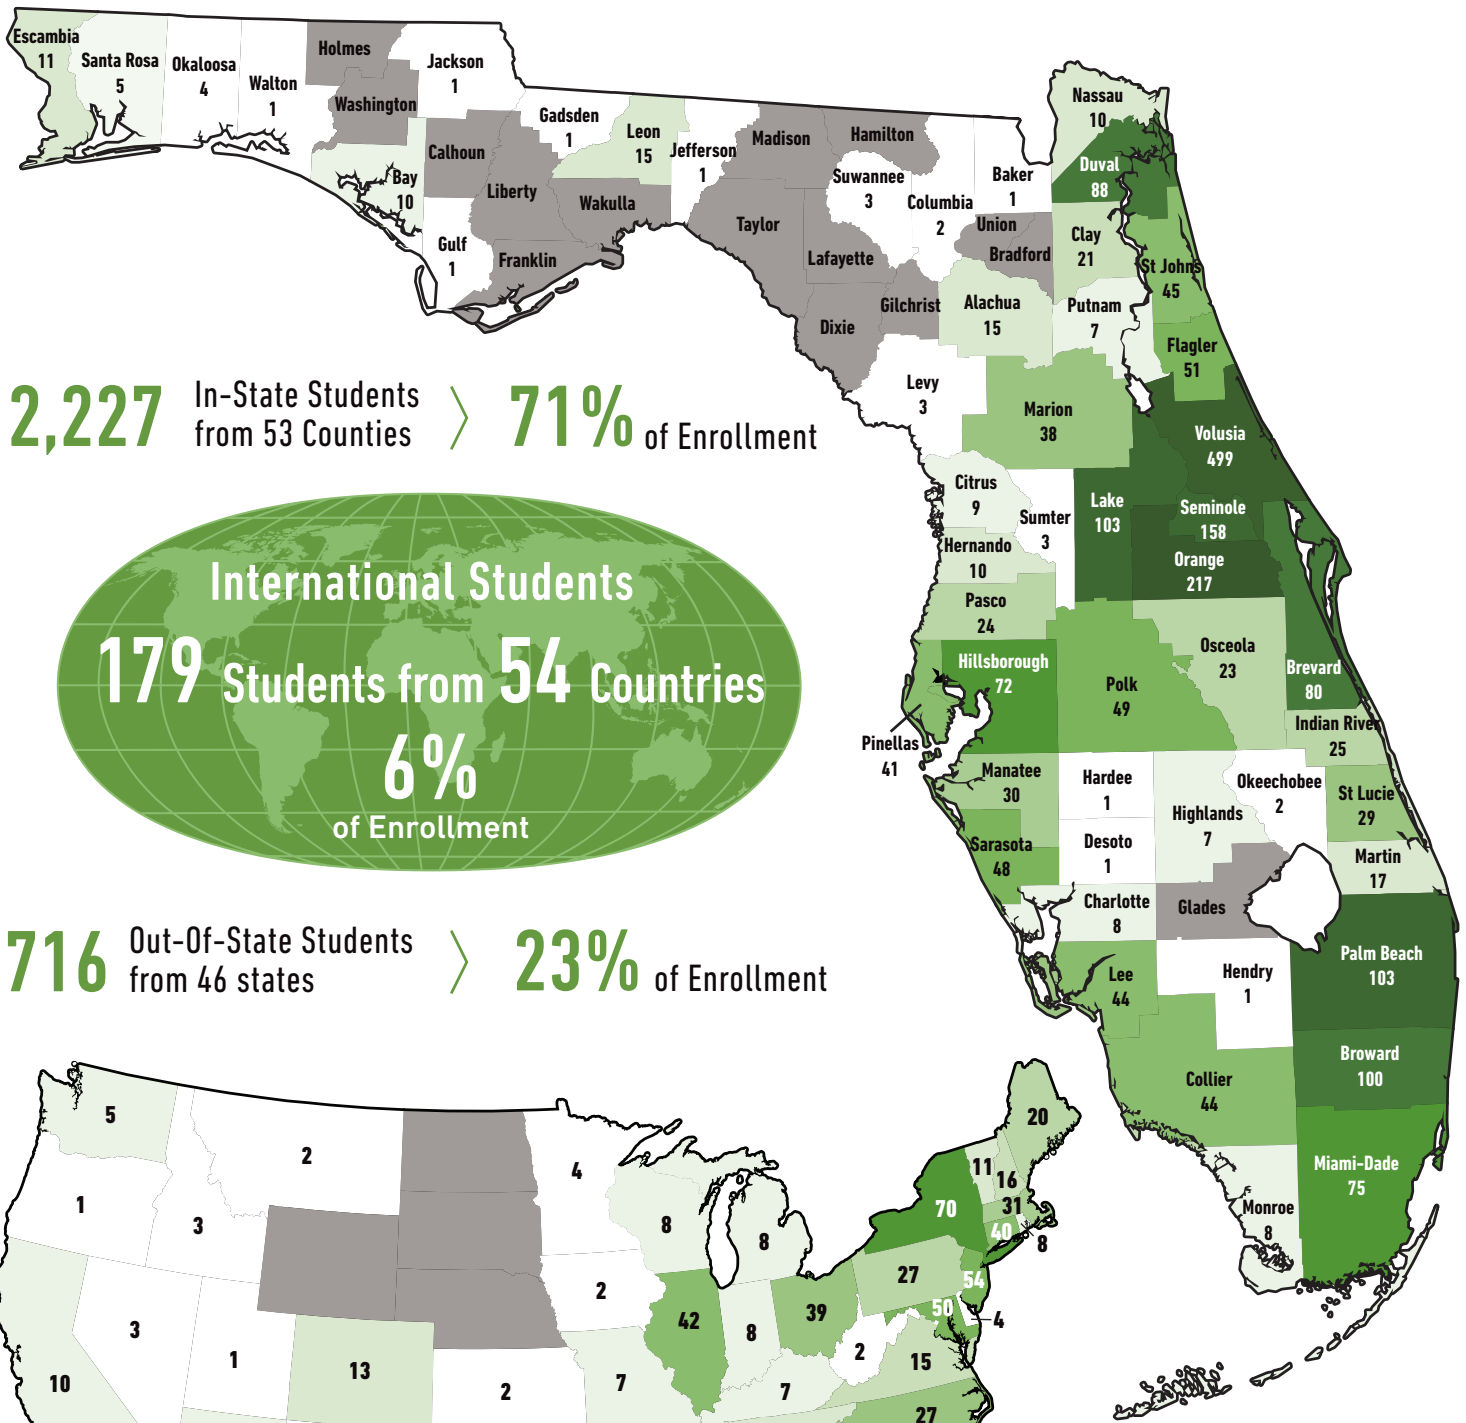 Escambia
11
Santa Rosa
5
Okaloosa
4
Walton
1
Holmes
Washington
Jackson
1
Bay
10
Calhoun
Gulf
1
Liberty
Franklin
Gadsden
1
Leon
15
Wakulla
Jefferson
1
Madison
Taylor
Hamilton
Suwannee
3
Lafayette
Dixie
Columbia
2
Gilchrist
Baker
1
Union
Bradford
Alachua
15
Nassau
10
Duval
88
Clay
21
St Johns
45
Putnam
7
Flagler
51
Levy
3
Marion
38
Volusia
499
Citrus
9
Sumter
3
Lake
103
Seminole
158
Orange
217
Hernando
10
Pasco
24
Hillsborough
72
Pinellas
41
Polk
49
Osceola
23
Brevard
80
Indian River
25
Manatee
30
Hardee
1
Highlands
7
Okeechobee
2
St Lucie
29
Sarasota
48
Desoto
1
Martin
17
Charlotte
8
Glades
Lee
44
Hendry
1
Palm Beach
103
Broward
100
Collier
44
Miami-Dade
75
Monroe
8
2,227
In-State Students
from 53 Counties
71%
of Enrollment
International Students
179 Students from 54 Countries
6%
of Enrollment
716
Out-Of-State Students
from 46 states
23%
of Enrollment
5
2
4
1
3
8
8
20
11
16
70
31
40
8
3
1
13
2
42
8
39
27
54
50
4
10
2
7
7
2
15
27